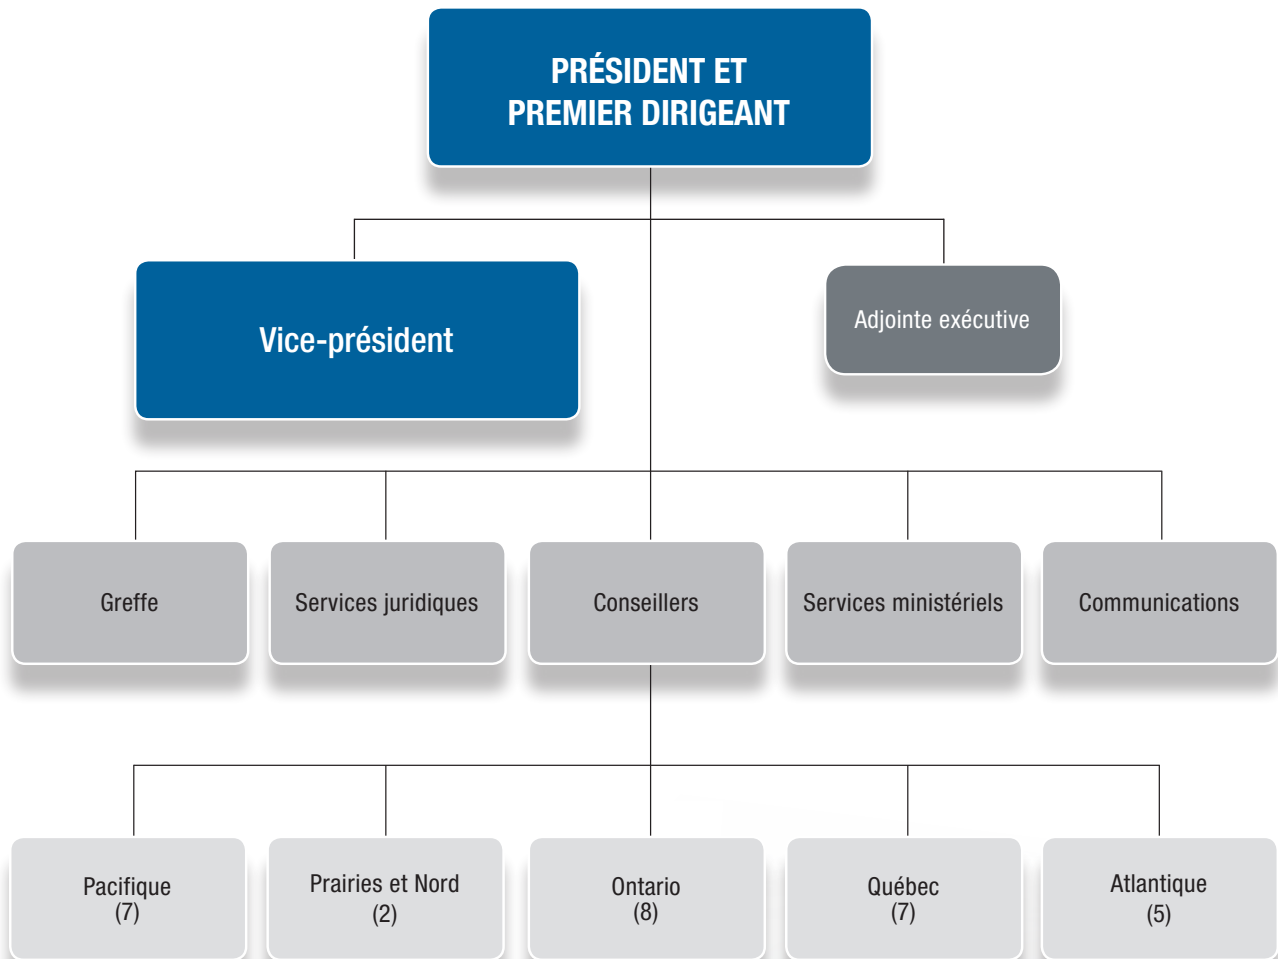 PRÉSIDENT ET
PREMIER DIRIGEANT
Vice-président
Adjointe exécutive
Greffe
Services juridiques
Conseillers
Services ministériels
Communications
Pacifique
(7)
Prairies et Nord
(2)
Ontario
(8)
Québec
(7)
Atlantique
(5)